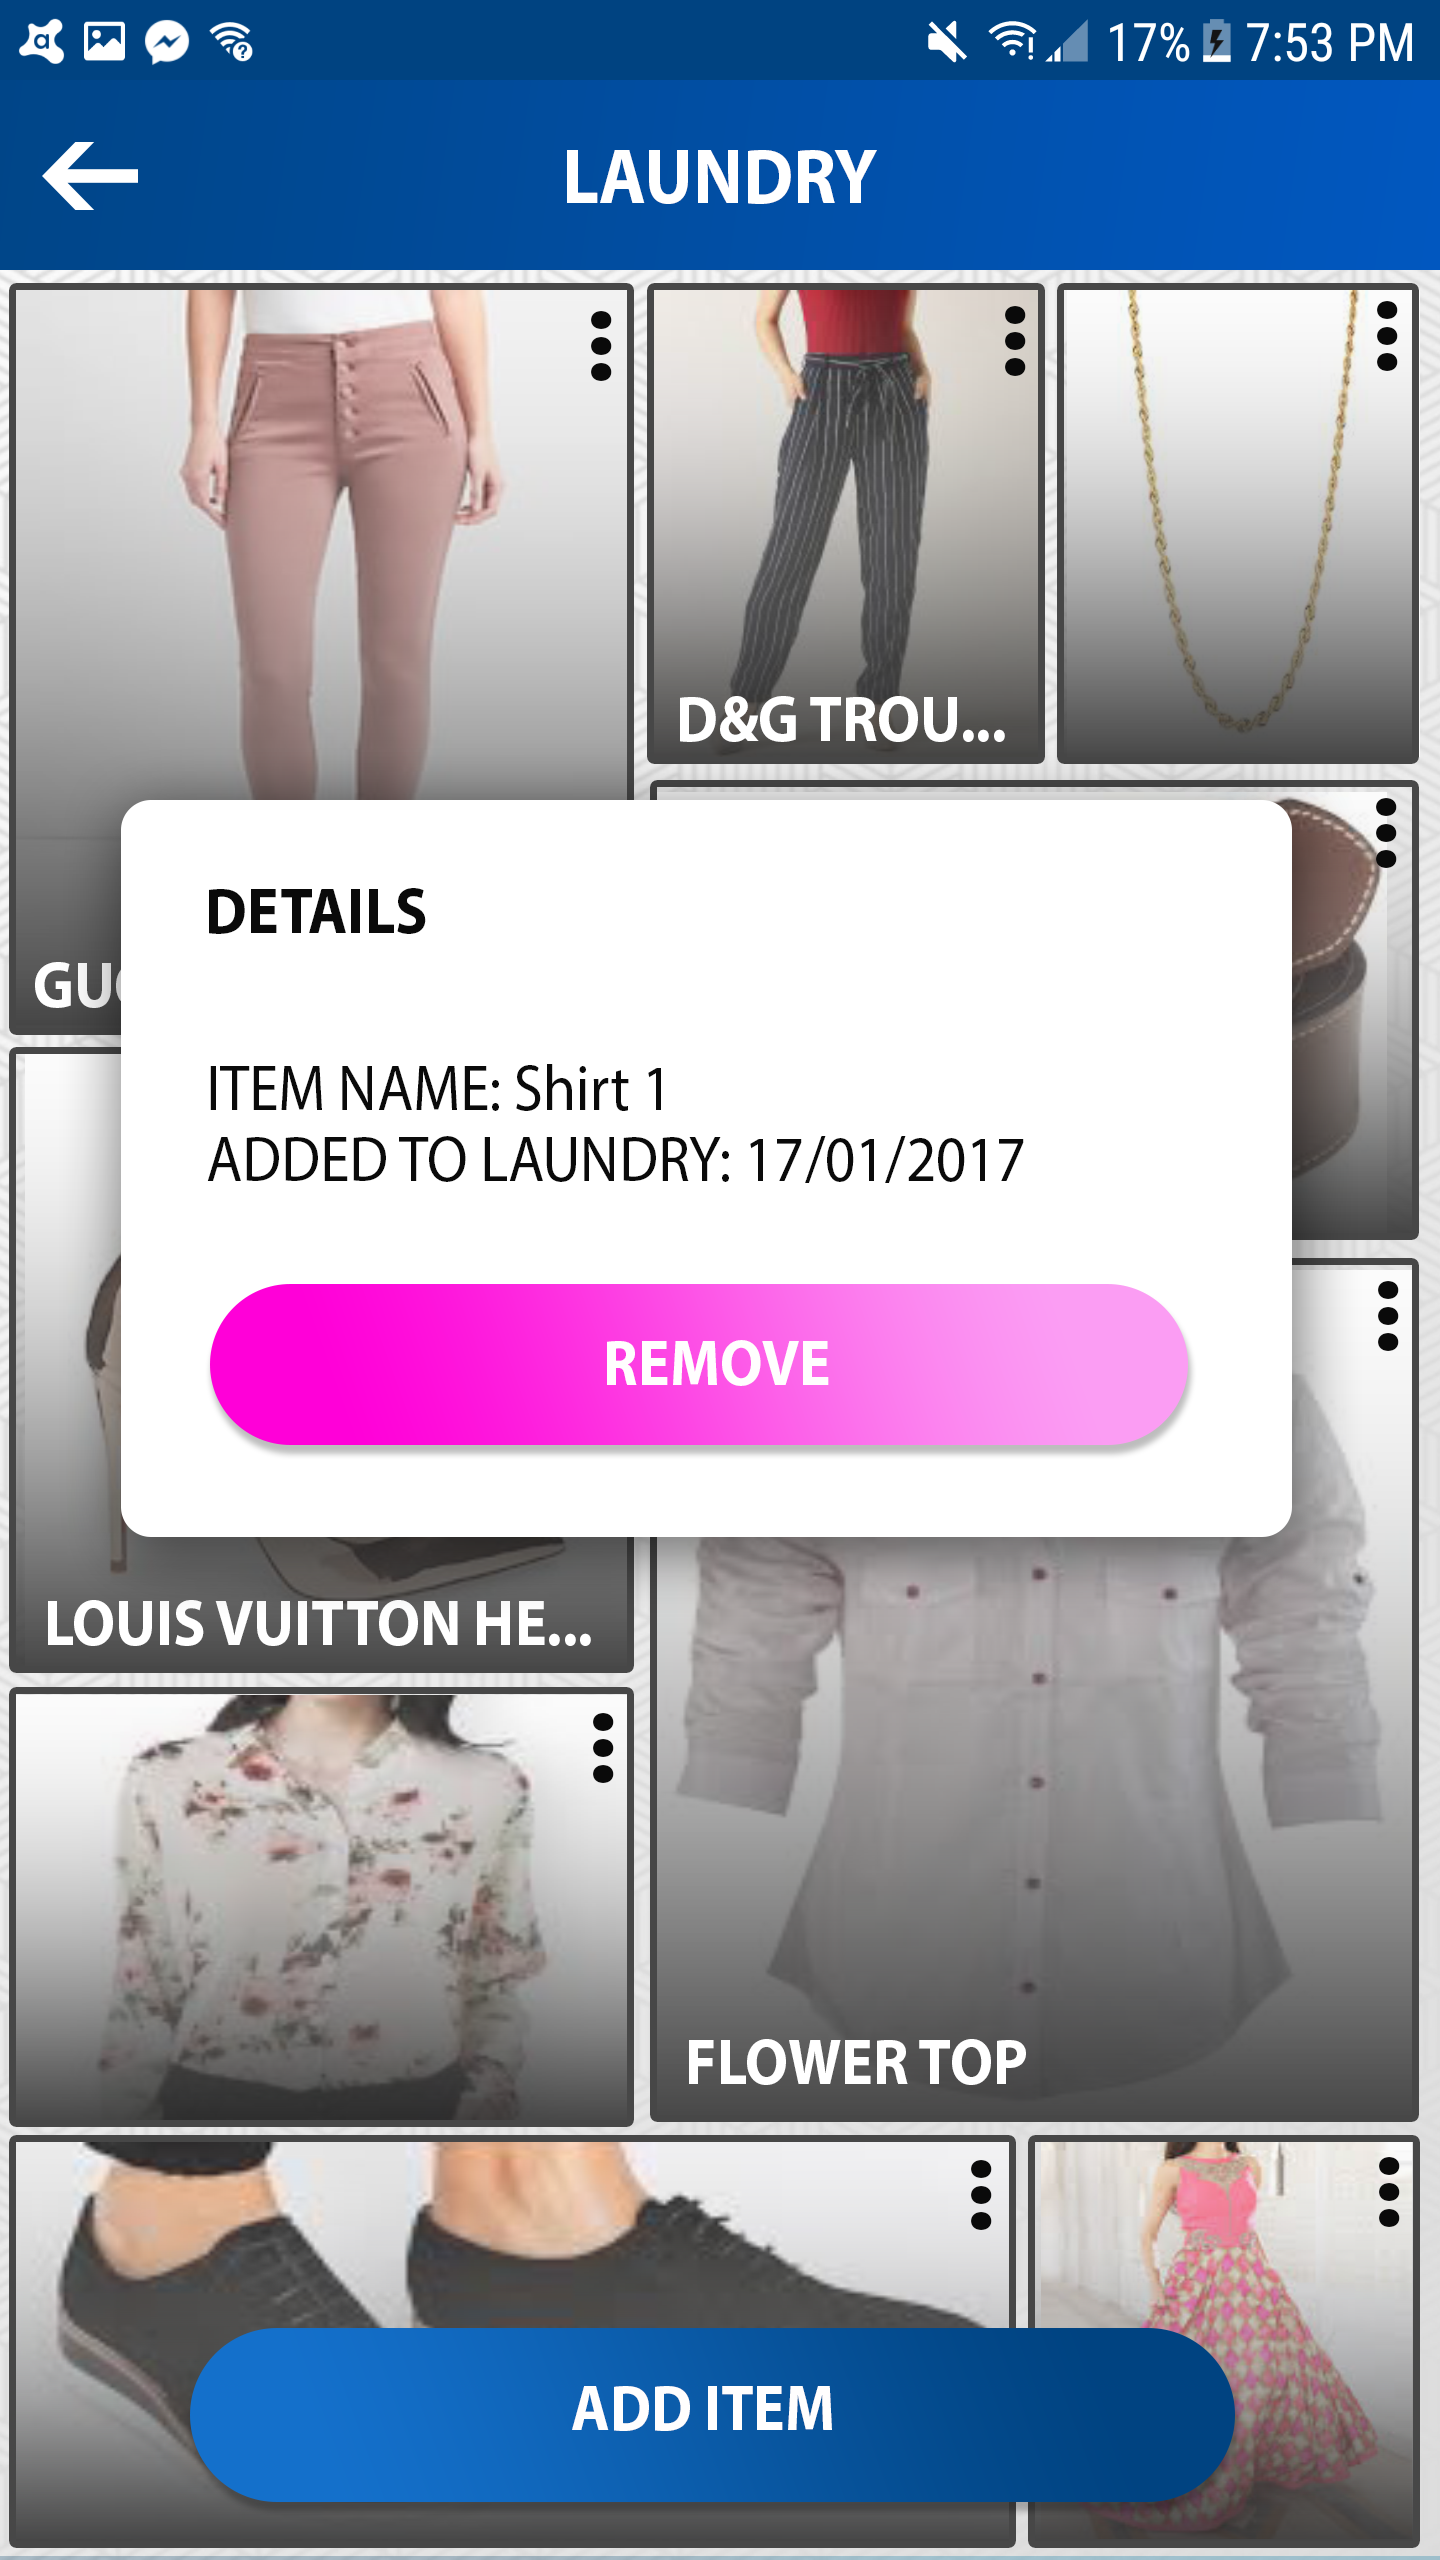 17% 7:53 PM
LAUNDRY
D&G TROU...
DETAILS
ITEM NAME: Shirt 1
ADDED TO LAUNDRY: 17/01/2017
REMOVE
LOUIS VUITTON HE...
FLOWER TOP
ADD ITEM